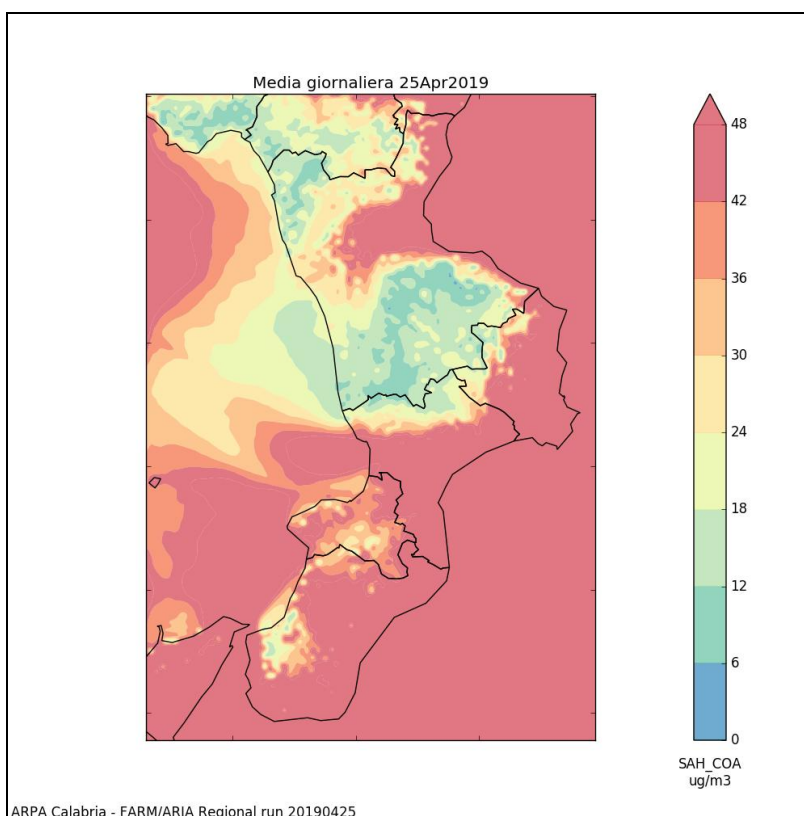 Media giornaliera 25Apr2019
48
42
36
30
24
18
12
6
0
SAH_COA
ug/m3
ARPA Calabria - FARM/ARIA Regional run 20190425